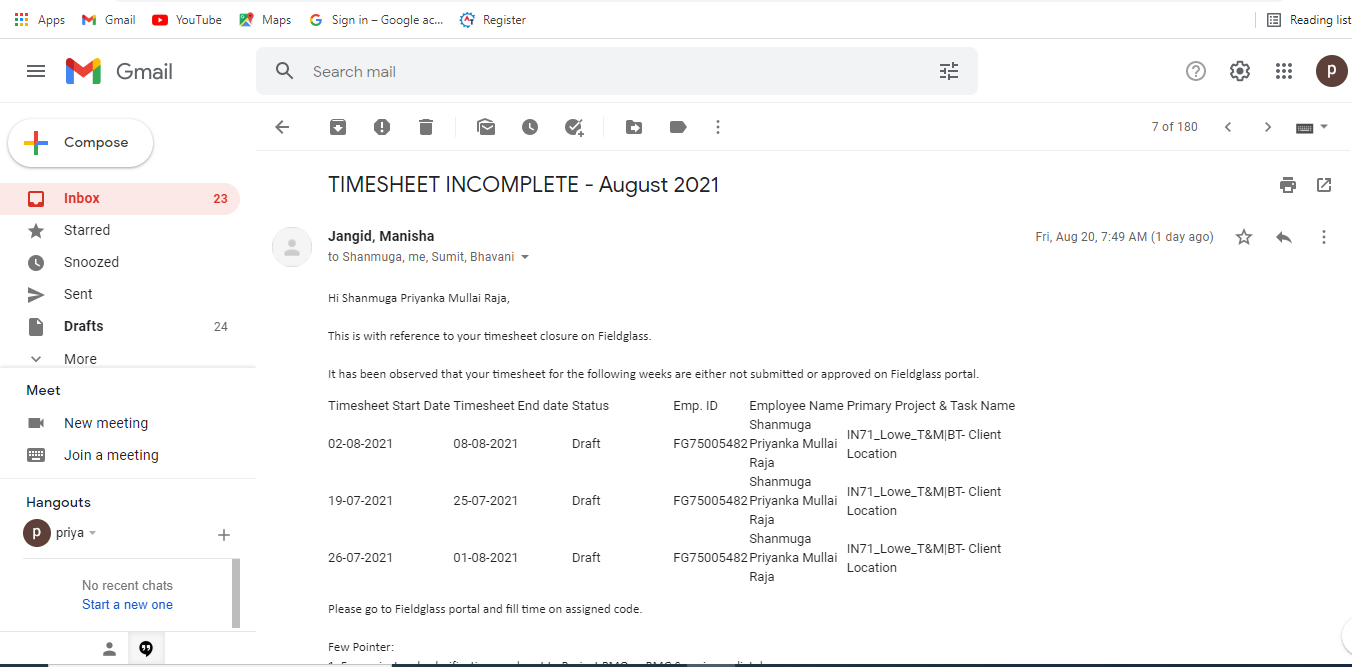 Apps Gmail YouTube Maps Sign in – Google ac... Register Reading list
Gmail Search mail p
Compose 7 of 180
Inbox 23
Starred
Snoozed
Sent
Drafts 24
More
Meet
New meeting
Join a meeting
Hangouts
p priya
No recent chats
Start a new one
TIMESHEET INCOMPLETE - August 2021
Jangid, Manisha Fri, Aug 20, 7:49 AM (1 day ago)
to Shanmuga, me, Sumit, Bhavani
Hi Shanmuga Priyanka Mullai Raja,
This is with reference to your timesheet closure on Fieldglass.
It has been observed that your timesheet for the following weeks are either not submitted or approved on Fieldglass portal.
Timesheet Start Date Timesheet End date Status Emp. ID Employee Name Primary Project & Task Name
02-08-2021 08-08-2021 Draft FG75005482 Shanmuga Priyanka Mullai Raja IN71_Lowe_T&M|BT- Client Location
19-07-2021 25-07-2021 Draft FG75005482 Shanmuga Priyanka Mullai Raja IN71_Lowe_T&M|BT- Client Location
26-07-2021 01-08-2021 Draft FG75005482 Shanmuga Priyanka Mullai Raja IN71_Lowe_T&M|BT- Client Location
Please go to Fieldglass portal and fill time on assigned code.
Few Pointer: